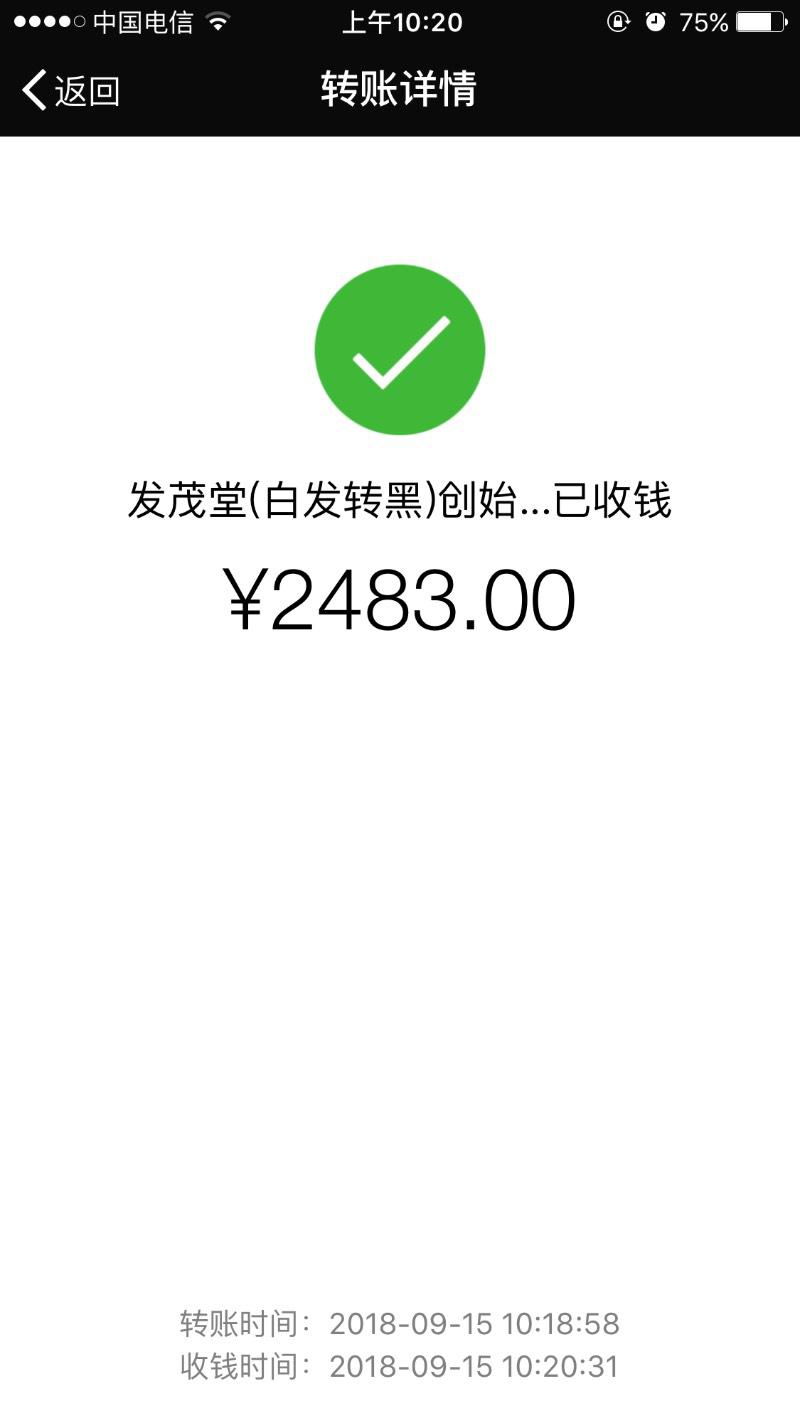 中国电信 上午10:20 75%
返回 转账详情
发茂堂(白发转黑)创始...已收钱
¥2483.00
转账时间：2018-09-15 10:18:58
收钱时间：2018-09-15 10:20:31